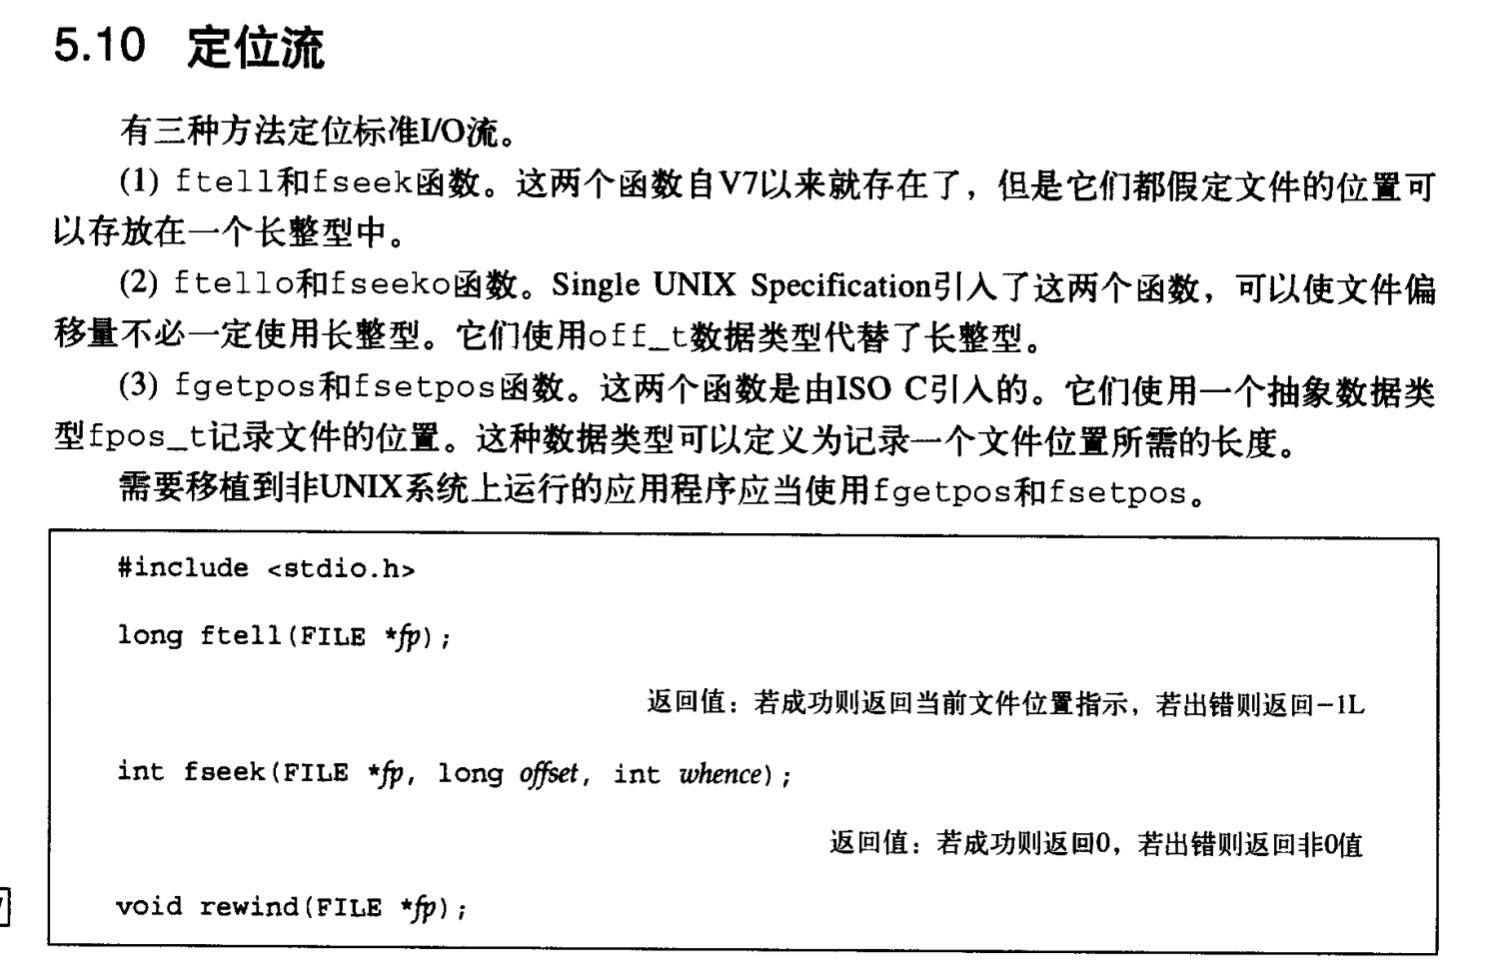 5.10 定位流
有三种方法定位标准I/O流。
(1) ftell和fseek函数。这两个函数自V7以来就存在了，但是它们都假定文件的位置可
以存放在一个长整型中。
(2) ftello和fseeko函数。Single UNIX Specification引入了这两个函数，可以使文件偏
移量不必一定使用长整型。它们使用off_t数据类型代替了长整型。
(3) fgetpos和fsetpos函数。这两个函数是由ISO C引入的。它们使用一个抽象数据类
型fpos_t记录文件的位置。这种数据类型可以定义为记录一个文件位置所需的长度。
需要移植到非UNIX系统上运行的应用程序应当使用fgetpos和fsetpos。
#include <stdio.h>
long ftell(FILE *fp);
返回值：若成功则返回当前文件位置指示，若出错则返回-1L
int fseek(FILE *fp, long offset, int whence);
返回值：若成功则返回0，若出错则返回非0值
void rewind(FILE *fp);